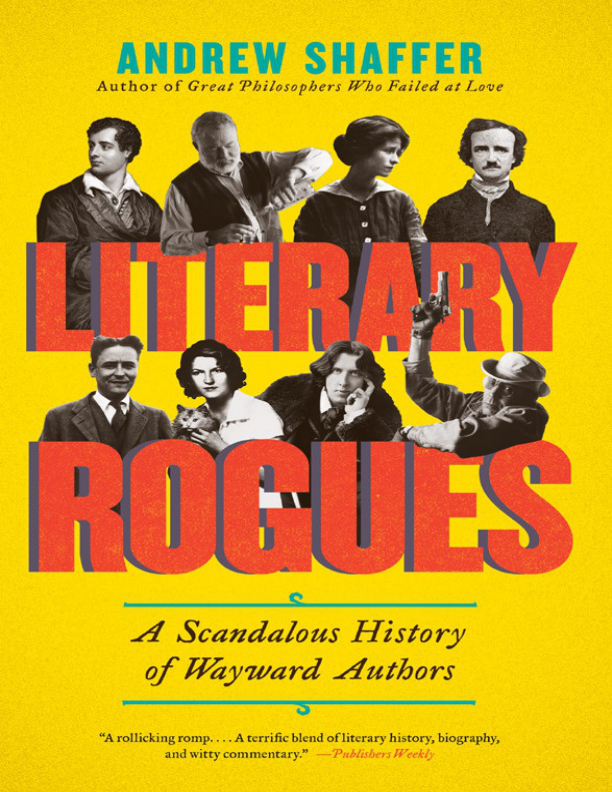 ANDREW SHAFFER
Author of Great Philosophers Who Failed at Love
LITERARY
ROGUES
A Scandalous History
of Wayward Authors
“A rollicking romp. . . . A terrific blend of literary history, biography,
and witty commentary.” —Publishers Weekly